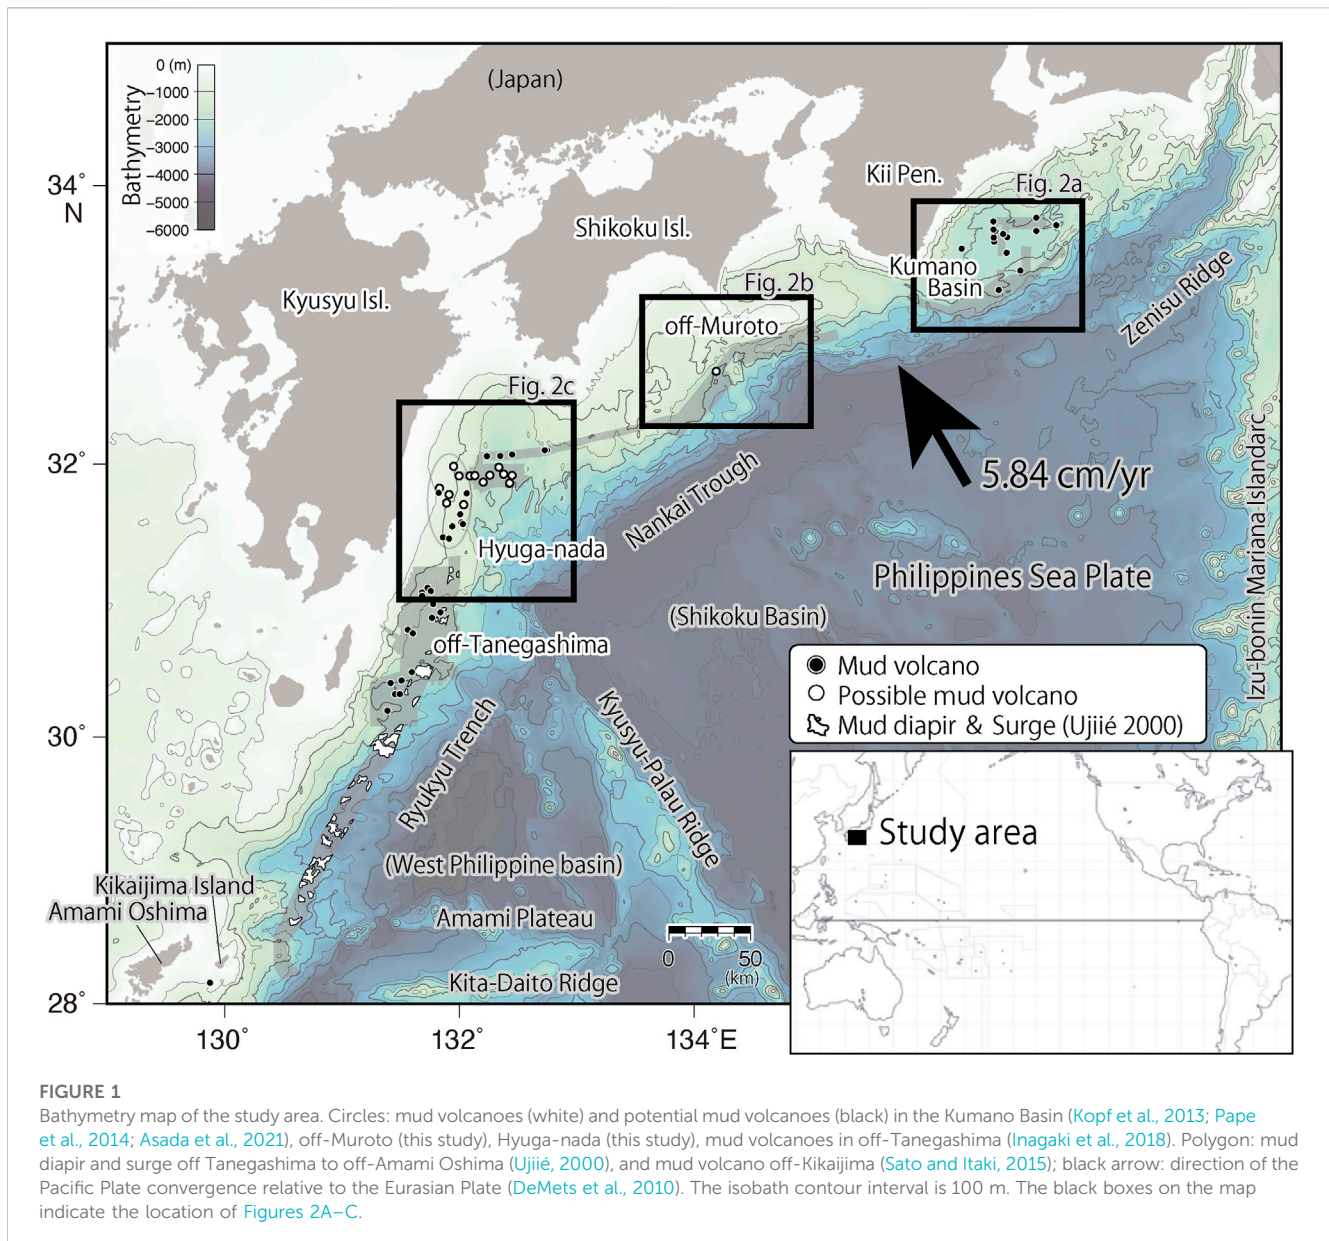 0 (m)
−1000
−2000
−3000
−4000
−5000
−6000
Bathymetry
(Japan)
34°
N
32°
30°
28°
130°
132°
134°E
Kii Pen.
Fig. 2a
Shikoku Isl.
Kumano
Basin
Fig. 2b
Zenisu Ridge
Kyusyu Isl.
off-Muroto
Fig. 2c
5.84 cm/yr
Nankai Trough
Izu-bonin Mariana Islandarc
Hyuga-nada
Philippines Sea Plate
(Shikoku Basin)
off-Tanegashima
Mud volcano
Possible mud volcano
Mud diapir & Surge (Ujiié 2000)
Ryukyu Trench
Kyusyu-Palau Ridge
Study area
(West Philippine basin)
Kikaijima Island
Amami Oshima
Amami Plateau
Kita-Daito Ridge
0 50
(km)
FIGURE 1
Bathymetry map of the study area. Circles: mud volcanoes (white) and potential mud volcanoes (black) in the Kumano Basin (Kopf et al., 2013; Pape
et al., 2014; Asada et al., 2021), off-Muroto (this study), Hyuga-nada (this study), mud volcanoes in off-Tanegashima (Inagaki et al., 2018). Polygon: mud
diapir and surge off Tanegashima to off-Amami Oshima (Ujiié, 2000), and mud volcano off-Kikaijima (Sato and Itaki, 2015); black arrow: direction of the
Pacific Plate convergence relative to the Eurasian Plate (DeMets et al., 2010). The isobath contour interval is 100 m. The black boxes on the map
indicate the location of Figures 2A–C.